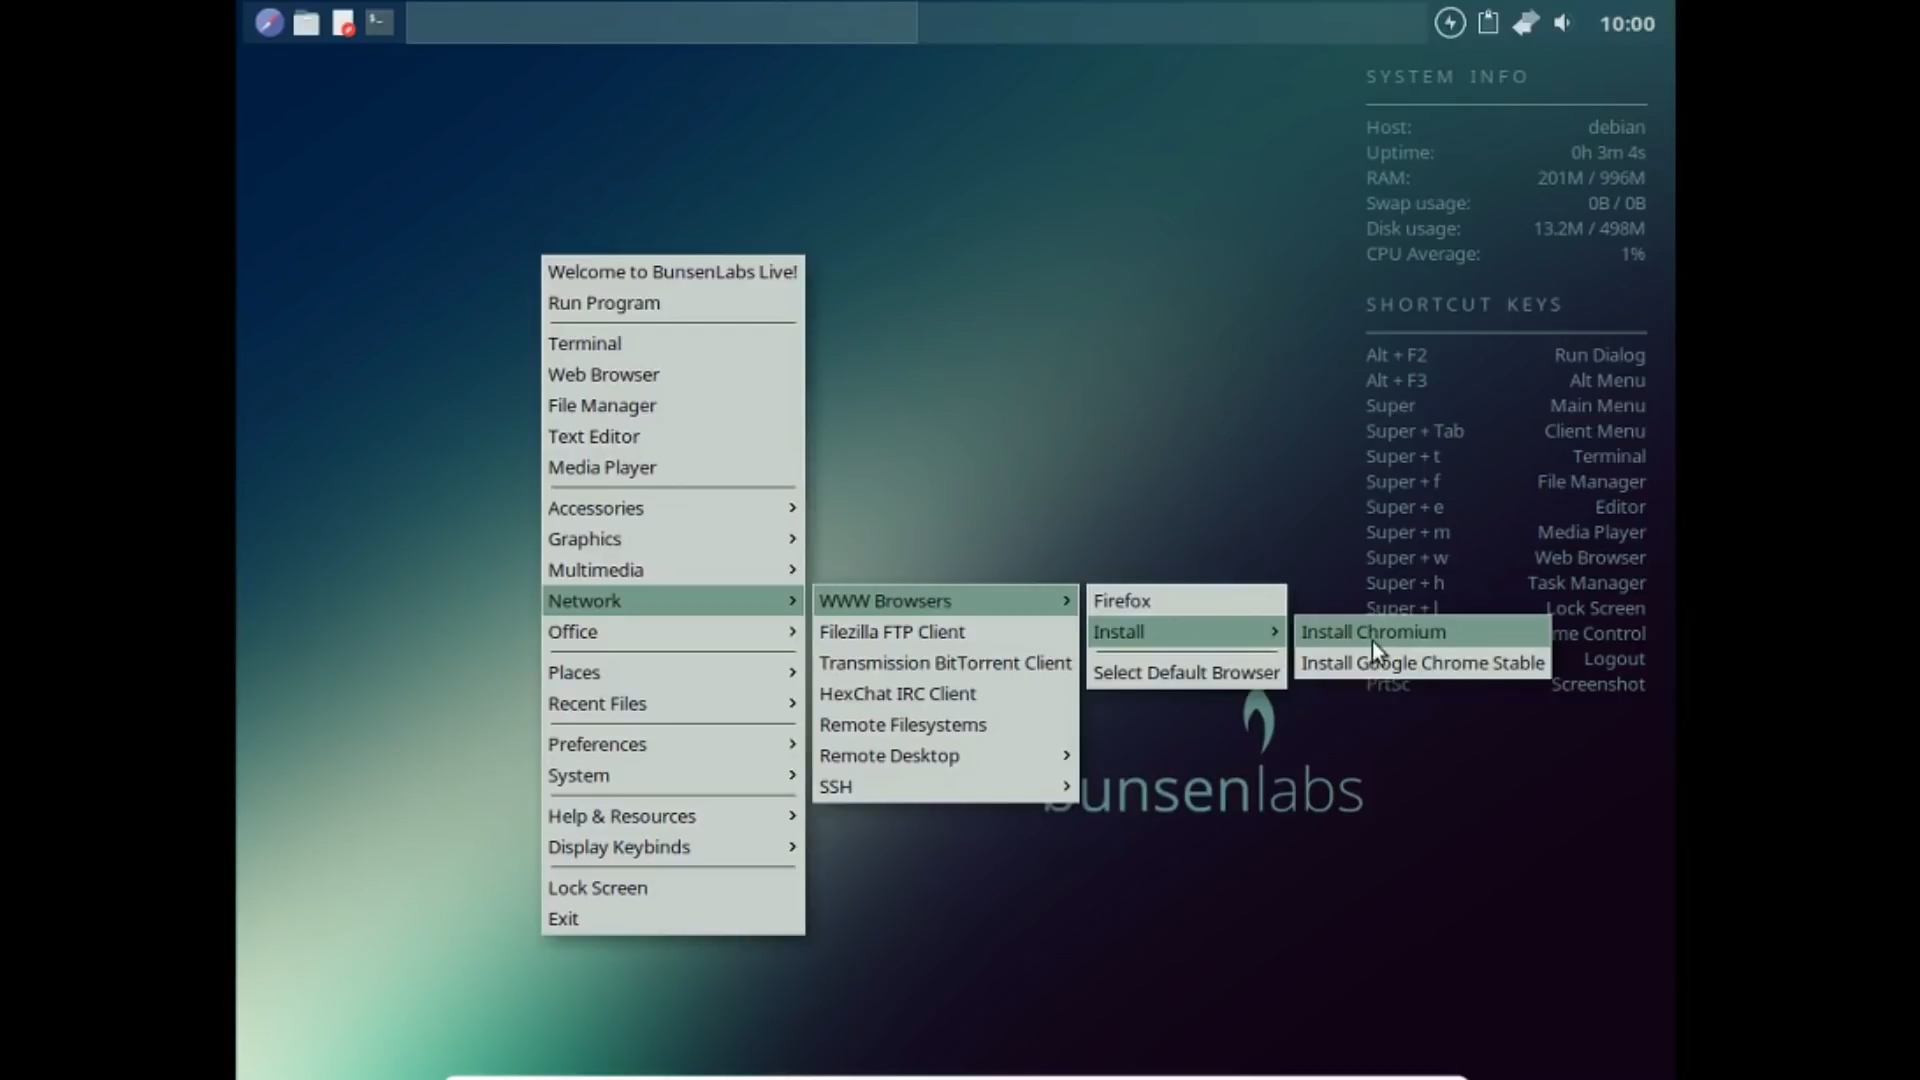 10:00
SYSTEM INFO
Host: debian
Uptime: 0h 3m 4s
RAM: 201M / 996M
Swap usage: 0B / 0B
Disk usage: 13.2M / 498M
CPU Average: 1%
SHORTCUT KEYS
Alt + F2 Run Dialog
Alt + F3 Alt Menu
Super Main Menu
Super + Tab Client Menu
Super + t Terminal
Super + f File Manager
Super + e Editor
Super + m Media Player
Super + w Web Browser
Super + h Task Manager
Super + l Lock Screen
me Control
Logout
PrtSc Screenshot
Welcome to BunsenLabs Live!
Run Program
Terminal
Web Browser
File Manager
Text Editor
Media Player
Accessories
Graphics
Multimedia
Network
Office
Places
Recent Files
Preferences
System
Help & Resources
Display Keybinds
Lock Screen
Exit
WWW Browsers
Filezilla FTP Client
Transmission BitTorrent Client
HexChat IRC Client
Remote Filesystems
Remote Desktop
SSH
Firefox
Install
Select Default Browser
Install Chromium
Install Google Chrome Stable
bunsenlabs